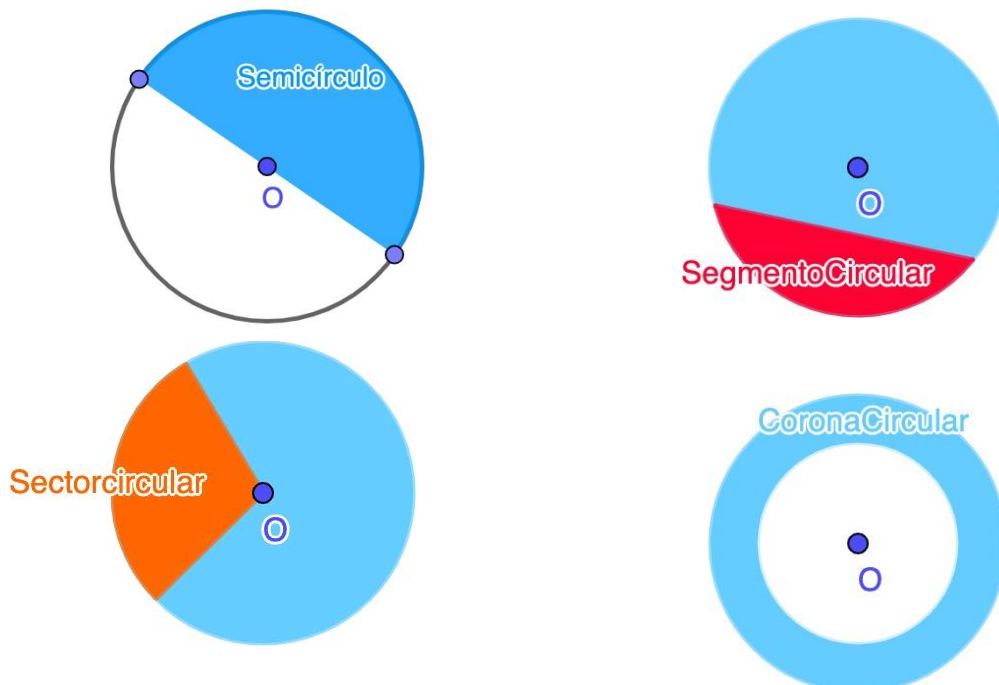 Semicírculo
O
O
SegmentoCircular
Sectorcircular
O
CoronaCircular
O